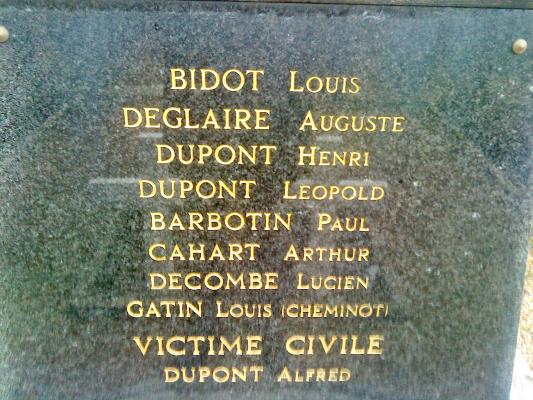 BIDOT LOUIS
DEGLAIRE AUGUSTE
DUPONT HENRI
DUPONT LEOPOLD
BARBOTIN PAUL
CAHART ARTHUR
DECOMBE LUCIEN
GATIN LOUIS (CHEMINOT)
VICTIME CIVILE
DUPONT ALFRED